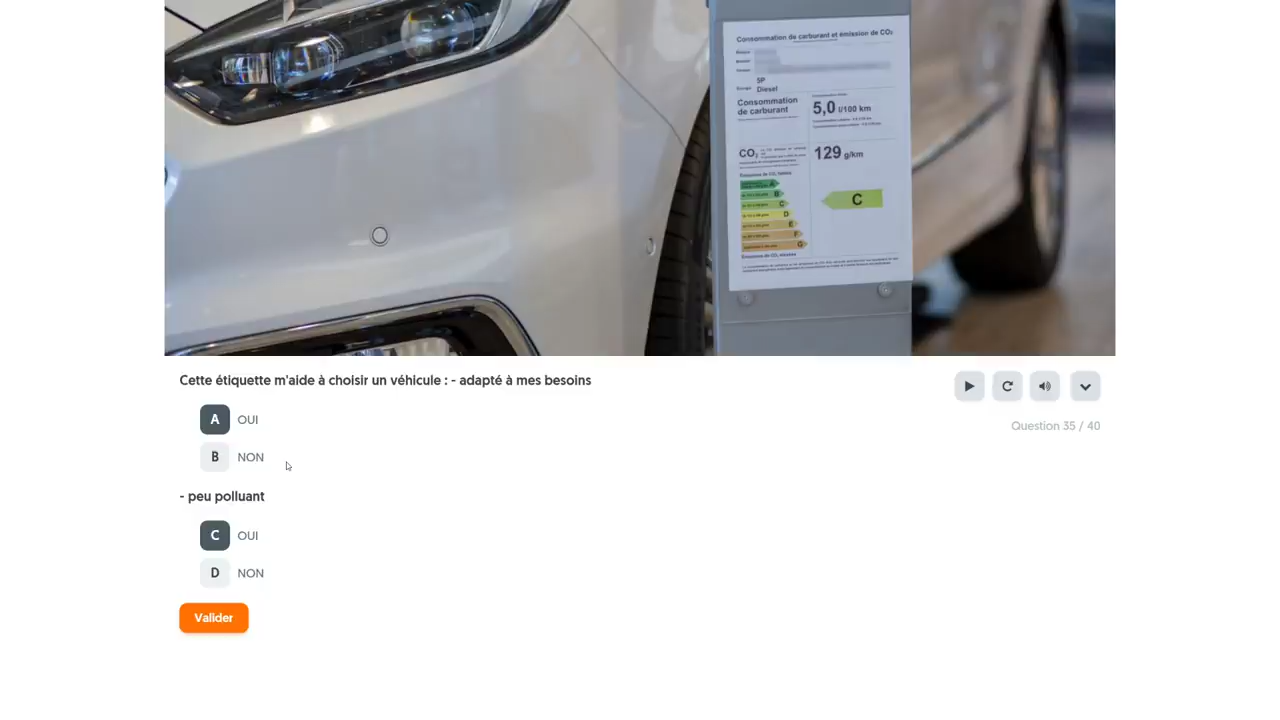 Consommation de carburant et émission de CO₂
5P
Diesel
Consommation
de carburant
5,0 l/100 km
CO₂
129 g/km
A
B
C
C
D
E
F
G
Cette étiquette m'aide à choisir un véhicule : - adapté à mes besoins
A OUI
Question 35 / 40
B NON
- peu polluant
C OUI
D NON
Valider